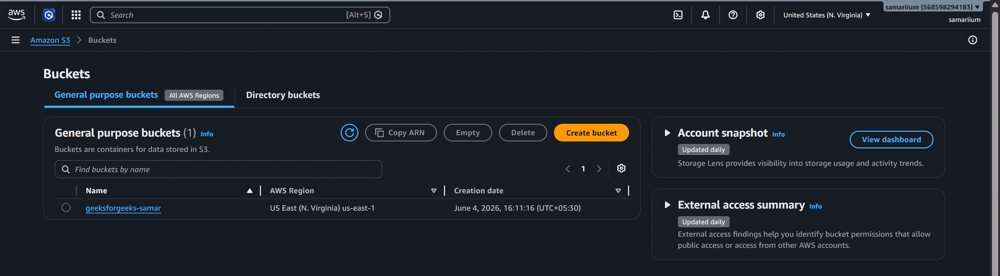 aws
Search
[Alt+S]
United States (N. Virginia)
samariium (568598294183)
samariium
Amazon S3
Buckets
Buckets
General purpose buckets
All AWS Regions
Directory buckets
General purpose buckets (1) Info
Copy ARN
Empty
Delete
Create bucket
Buckets are containers for data stored in S3.
Find buckets by name
1
Name
AWS Region
Creation date
geeksforgeeks-samar
US East (N. Virginia) us-east-1
June 4, 2026, 16:11:16 (UTC+05:30)
Account snapshot Info
View dashboard
Updated daily
Storage Lens provides visibility into storage usage and activity trends.
External access summary Info
Updated daily
External access findings help you identify bucket permissions that allow
public access or access from other AWS accounts.